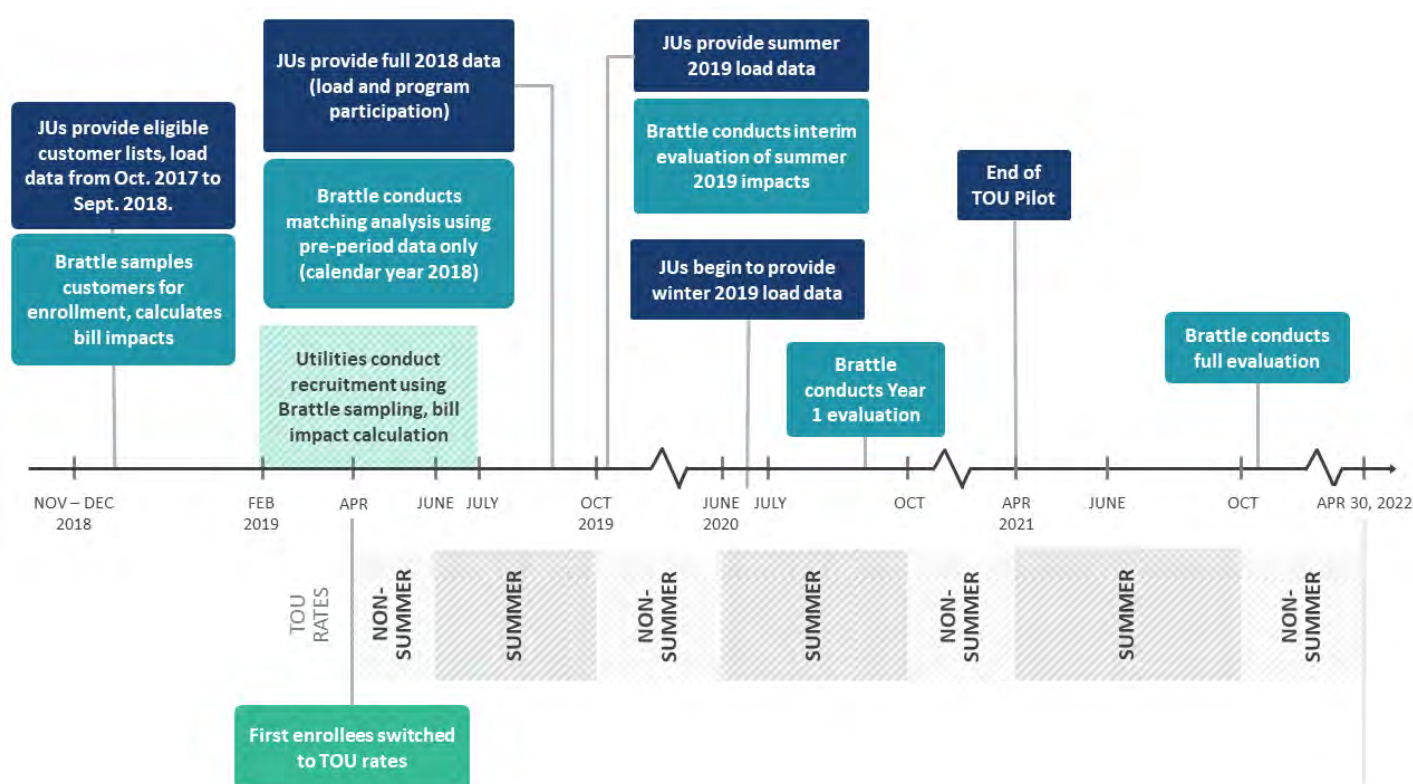 JUs provide eligible
customer lists, load
data from Oct. 2017 to
Sept. 2018.
Brattle samples
customers for
enrollment, calculates
bill impacts
JUs provide full 2018 data
(load and program
participation)
Brattle conducts
matching analysis using
pre-period data only
(calendar year 2018)
Utilities conduct
recruitment using
Brattle sampling, bill
impact calculation
JUs provide summer
2019 load data
Brattle conducts interim
evaluation of summer
2019 impacts
JUs begin to provide
winter 2019 load data
Brattle
conducts Year
1 evaluation
End of
TOU Pilot
Brattle conducts
full evaluation
NOV – DEC
2018
FEB
2019
APR
JUNE
JULY
OCT
2019
JUNE
2020
JULY
OCT
APR
2021
JUNE
OCT
APR 30, 2022
TOU
RATES
NON-
SUMMER
SUMMER
NON-
SUMMER
SUMMER
NON-
SUMMER
SUMMER
NON-
SUMMER
First enrollees switched
to TOU rates